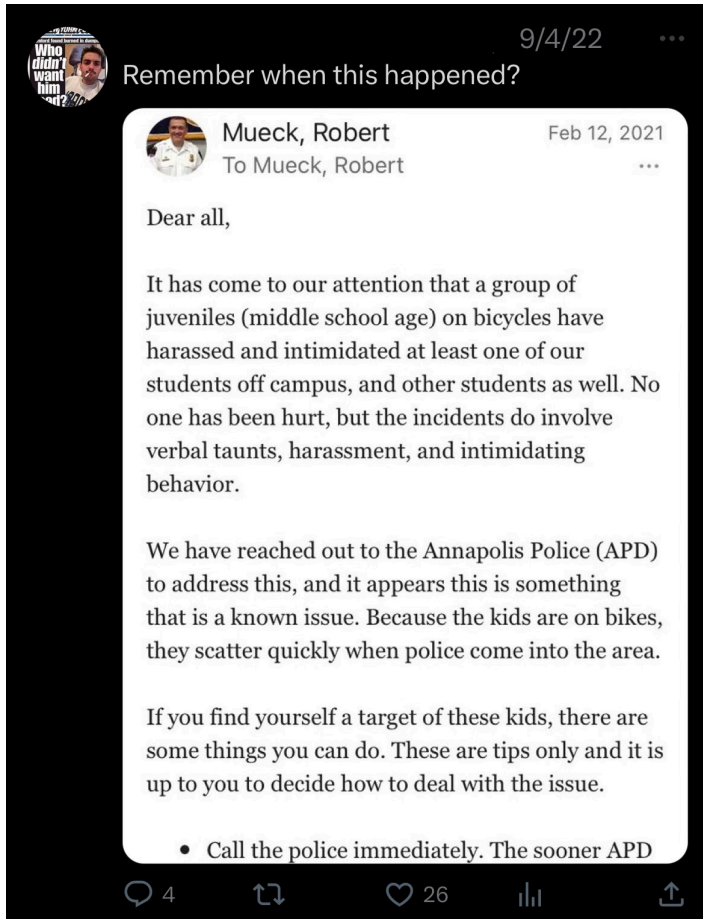 Who
didn't
want
him
9/4/22
Remember when this happened?
Mueck, Robert
Feb 12, 2021
To Mueck, Robert
Dear all,
It has come to our attention that a group of
juveniles (middle school age) on bicycles have
harassed and intimidated at least one of our
students off campus, and other students as well. No
one has been hurt, but the incidents do involve
verbal taunts, harassment, and intimidating
behavior.
We have reached out to the Annapolis Police (APD)
to address this, and it appears this is something
that is a known issue. Because the kids are on bikes,
they scatter quickly when police come into the area.
If you find yourself a target of these kids, there are
some things you can do. These are tips only and it is
up to you to decide how to deal with the issue.
• Call the police immediately. The sooner APD
4
26